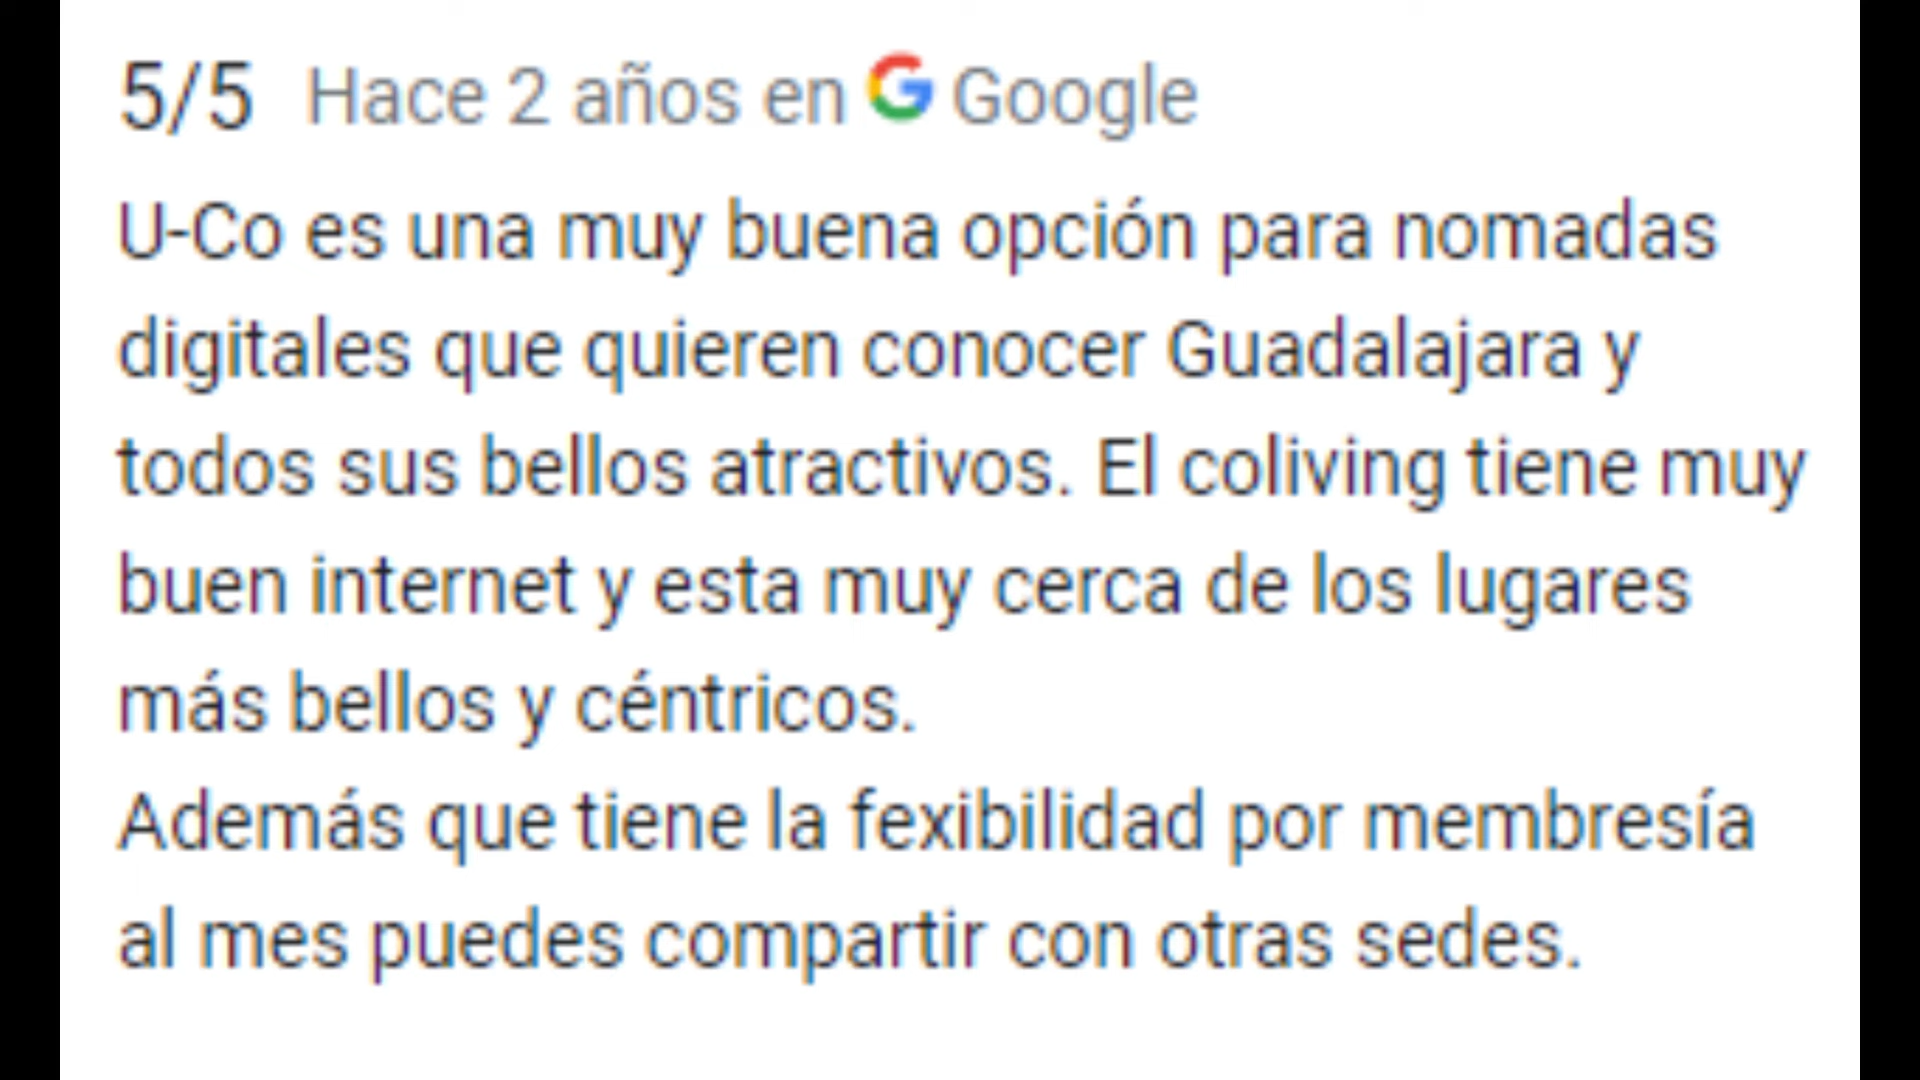 5/5 Hace 2 años en Google
U-Co es una muy buena opción para nomadas
digitales que quieren conocer Guadalajara y
todos sus bellos atractivos. El coliving tiene muy
buen internet y esta muy cerca de los lugares
más bellos y céntricos.
Además que tiene la fexibilidad por membresía
al mes puedes compartir con otras sedes.